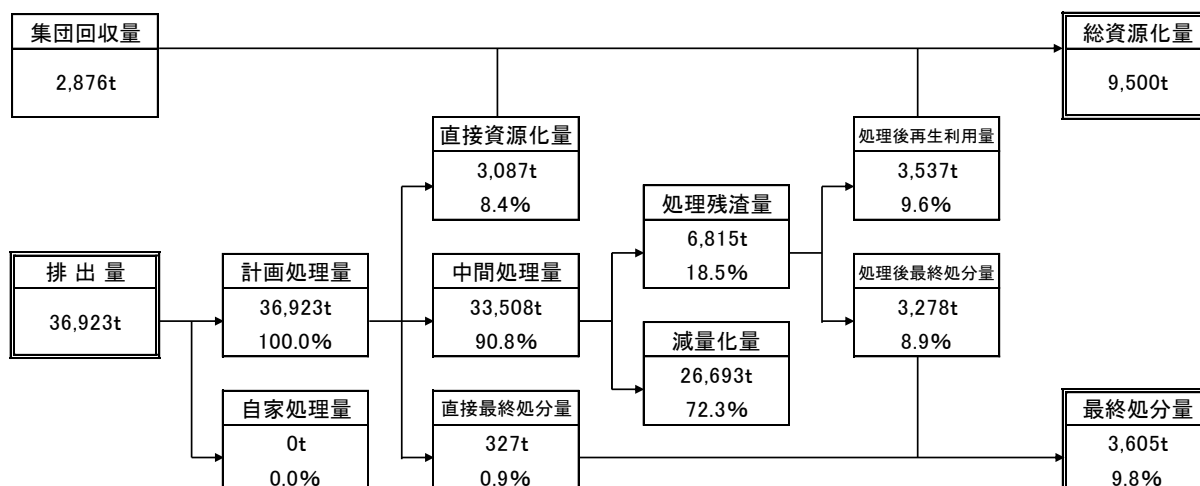 集団回収量
2,876t
総資源化量
9,500t
直接資源化量
3,087t
8.4%
処理後再生利用量
3,537t
9.6%
処理残渣量
6,815t
18.5%
排 出 量
36,923t
計画処理量
36,923t
100.0%
中間処理量
33,508t
90.8%
処理後最終処分量
3,278t
8.9%
減量化量
26,693t
72.3%
自家処理量
0t
0.0%
直接最終処分量
327t
0.9%
最終処分量
3,605t
9.8%